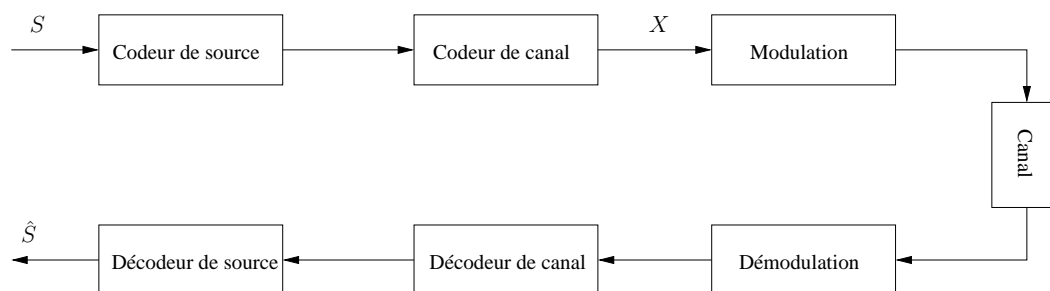 S
Codeur de source
Codeur de canal
X
Modulation
Canal
Ŝ
Décodeur de source
Décodeur de canal
Démodulation